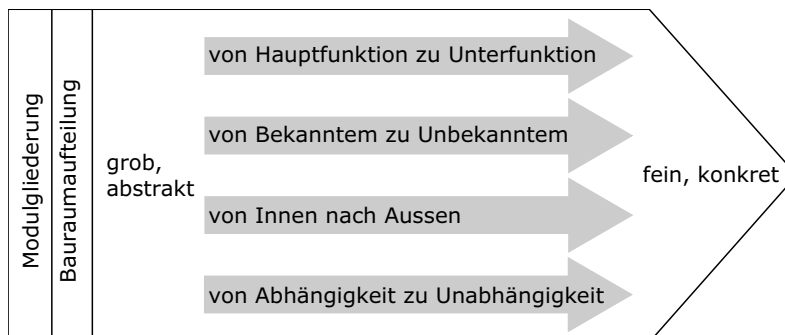 Modulgliederung
Bauraumaufteilung
grob,
abstrakt
von Hauptfunktion zu Unterfunktion
von Bekanntem zu Unbekanntem
von Innen nach Aussen
von Abhängigkeit zu Unabhängigkeit
fein, konkret